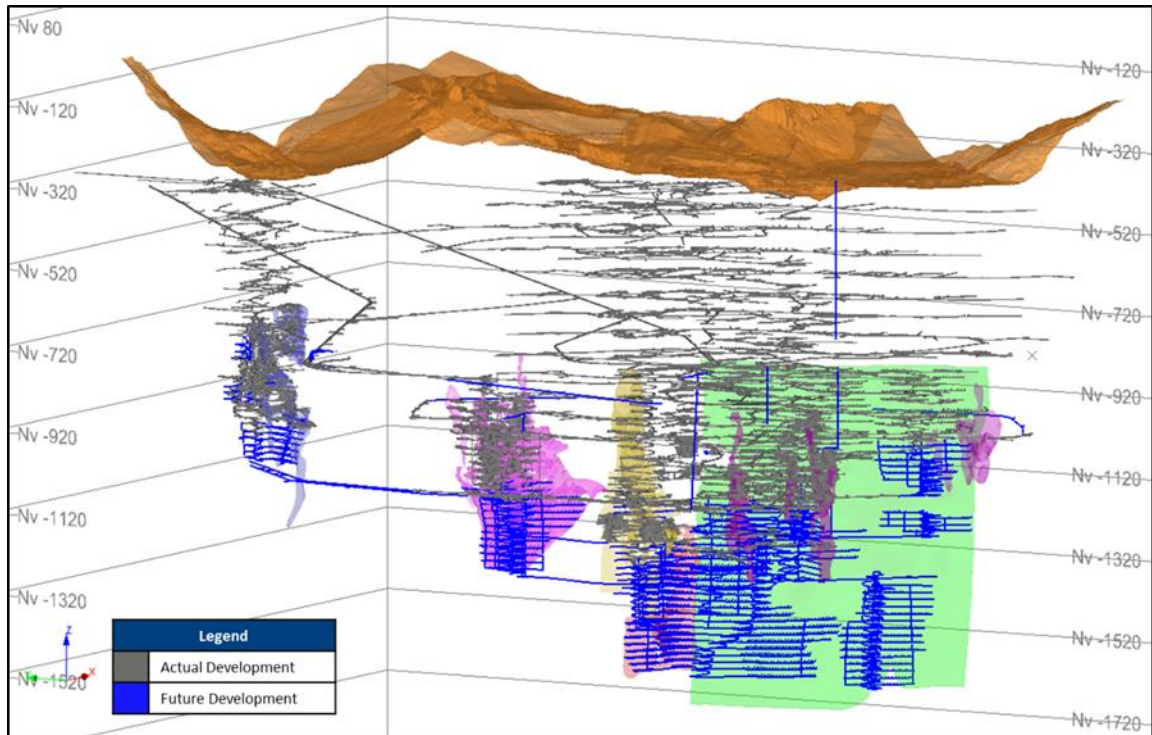 Nv 80
Nv -120
Nv -320
Nv -520
Nv -720
Nv -920
Nv -1120
Nv -1320
Nv -1520
Nv -120
Nv -320
Nv -520
Nv -720
Nv -920
Nv -1120
Nv -1320
Nv -1520
Nv -1720
Z
X
Legend
Actual Development
Future Development